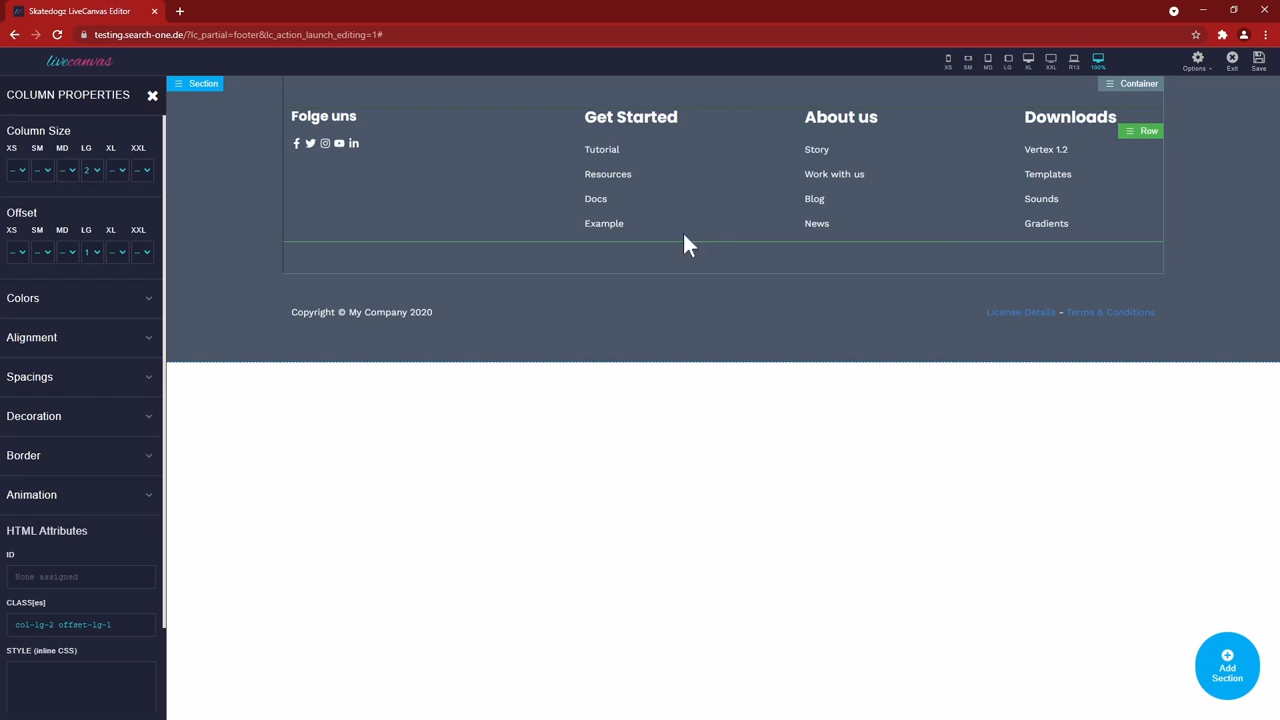 Skatedogz LiveCanvas Editor
testing.search-one.de/?lc_partial=footer&lc_action_launch_editing=1#
livecanvas
XS SM MD LG XL XXL R13 100%
Options
Exit
Save
COLUMN PROPERTIES
Column Size
XS SM MD LG XL XXL
-- -- -- 2 -- --
Offset
XS SM MD LG XL XXL
-- -- -- 1 -- --
Colors
Alignment
Spacings
Decoration
Border
Animation
HTML Attributes
ID
None assigned
CLASS[es]
col-lg-2 offset-lg-1
STYLE (inline CSS)
Section
Container
Row
Folge uns
Get Started
Tutorial
Resources
Docs
Example
About us
Story
Work with us
Blog
News
Downloads
Vertex 1.2
Templates
Sounds
Gradients
Copyright © My Company 2020
License Details - Terms & Conditions
Add
Section